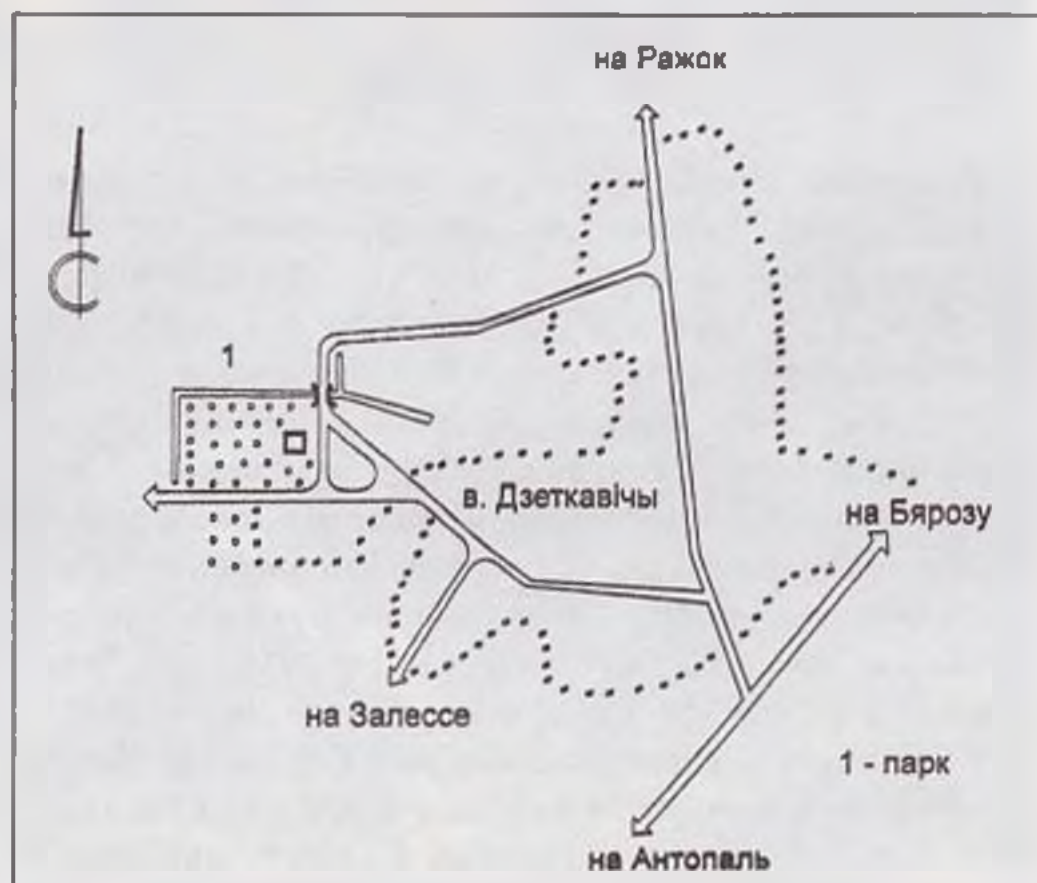 на Ражок
1
в. Дзеткавічы
на Бярозу
на Залессе
1 - парк
на Антопаль